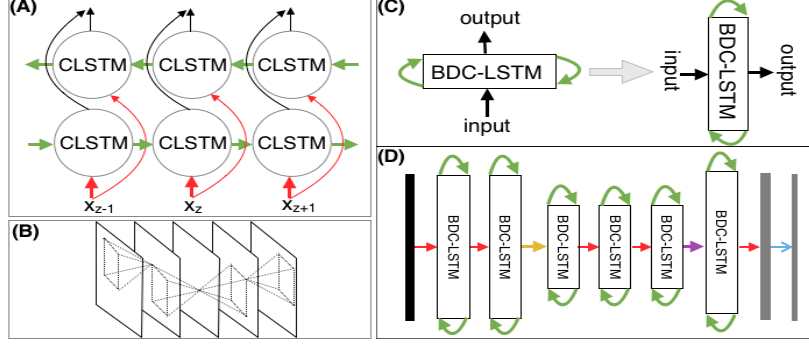 (A)
CLSTM CLSTM CLSTM
CLSTM CLSTM CLSTM
xz-1 xz xz+1
(B)
(C)
output
BDC-LSTM
input
input
BDC-LSTM
output
(D)
BDC-LSTM
BDC-LSTM
BDC-LSTM
BDC-LSTM
BDC-LSTM
BDC-LSTM